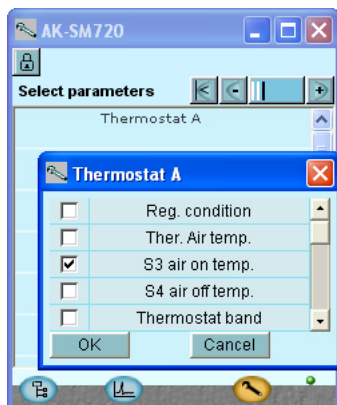 AK-SM720
Select parameters
Thermostat A
Thermostat A
Reg. condition
Ther. Air temp.
S3 air on temp.
S4 air off temp.
Thermostat band
OK
Cancel